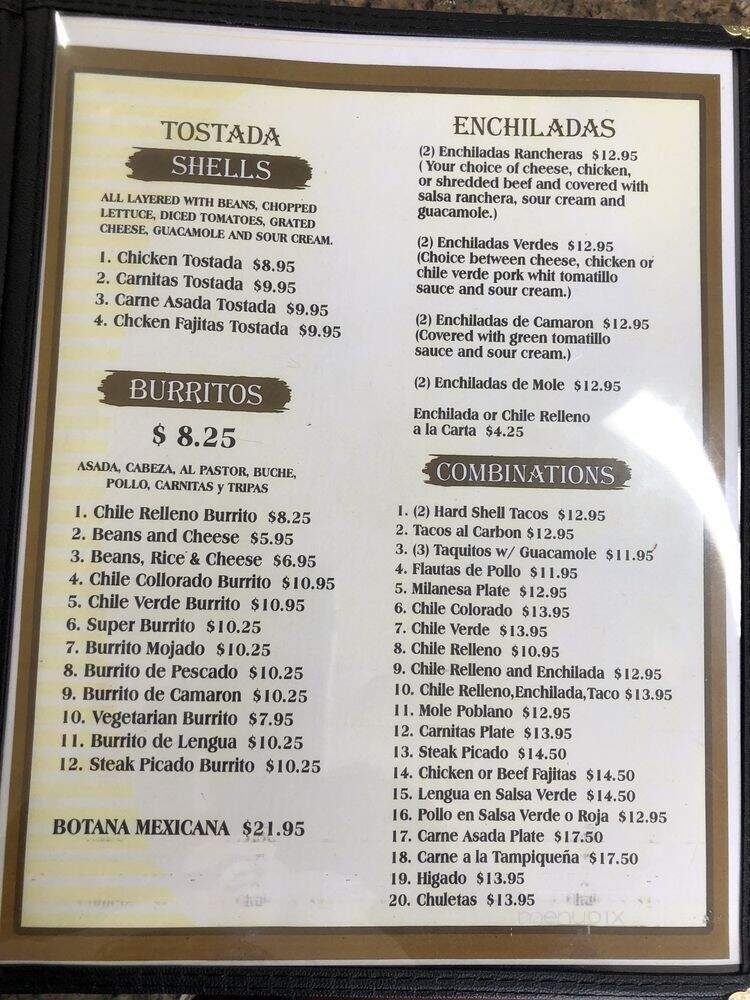 TOSTADA
SHELLS
ALL LAYERED WITH BEANS, CHOPPED
LETTUCE, DICED TOMATOES, GRATED
CHEESE, GUACAMOLE AND SOUR CREAM.
1. Chicken Tostada $8.95
2. Carnitas Tostada $9.95
3. Carne Asada Tostada $9.95
4. Chcken Fajitas Tostada $9.95
BURRITOS
$ 8.25
ASADA, CABEZA, AL PASTOR, BUCHE,
POLLO, CARNITAS y TRIPAS
1. Chile Relleno Burrito $8.25
2. Beans and Cheese $5.95
3. Beans, Rice & Cheese $6.95
4. Chile Collorado Burrito $10.95
5. Chile Verde Burrito $10.95
6. Super Burrito $10.25
7. Burrito Mojado $10.25
8. Burrito de Pescado $10.25
9. Burrito de Camaron $10.25
10. Vegetarian Burrito $7.95
11. Burrito de Lengua $10.25
12. Steak Picado Burrito $10.25
BOTANA MEXICANA $21.95
ENCHILADAS
(2) Enchiladas Rancheras $12.95
( Your choice of cheese, chicken,
or shredded beef and covered with
salsa ranchera, sour cream and
guacamole.)
(2) Enchiladas Verdes $12.95
(Choice between cheese, chicken or
chile verde pork whit tomatillo
sauce and sour cream.)
(2) Enchiladas de Camaron $12.95
(Covered with green tomatillo
sauce and sour cream.)
(2) Enchiladas de Mole $12.95
Enchilada or Chile Relleno
a la Carta $4.25
COMBINATIONS
1. (2) Hard Shell Tacos $12.95
2. Tacos al Carbon $12.95
3. (3) Taquitos w/ Guacamole $11.95
4. Flautas de Pollo $11.95
5. Milanesa Plate $12.95
6. Chile Colorado $13.95
7. Chile Verde $13.95
8. Chile Relleno $10.95
9. Chile Relleno and Enchilada $12.95
10. Chile Relleno,Enchilada,Taco $13.95
11. Mole Poblano $12.95
12. Carnitas Plate $13.95
13. Steak Picado $14.50
14. Chicken or Beef Fajitas $14.50
15. Lengua en Salsa Verde $14.50
16. Pollo en Salsa Verde o Roja $12.95
17. Carne Asada Plate $17.50
18. Carne a la Tampiqueña $17.50
19. Higado $13.95
20. Chuletas $13.95